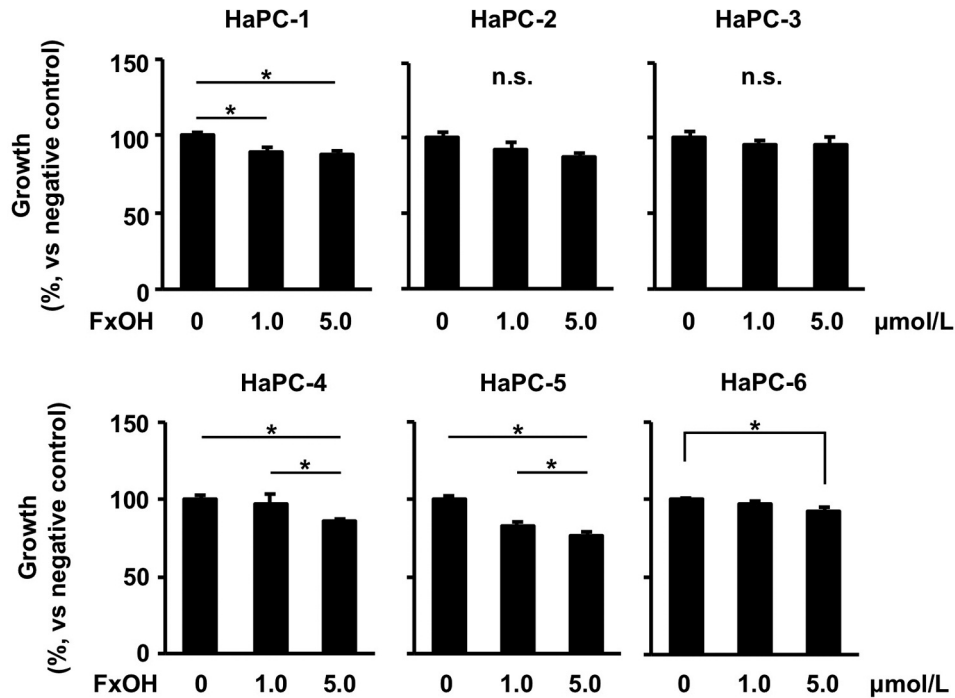 HaPC-1 HaPC-2 HaPC-3
Growth
(%, vs negative control)
150
100
50
0
*
*
n.s.
n.s.
FxOH 0 1.0 5.0 0 1.0 5.0 0 1.0 5.0 µmol/L
HaPC-4 HaPC-5 HaPC-6
Growth
(%, vs negative control)
150
100
50
0
*
*
*
*
*
FxOH 0 1.0 5.0 0 1.0 5.0 0 1.0 5.0 µmol/L